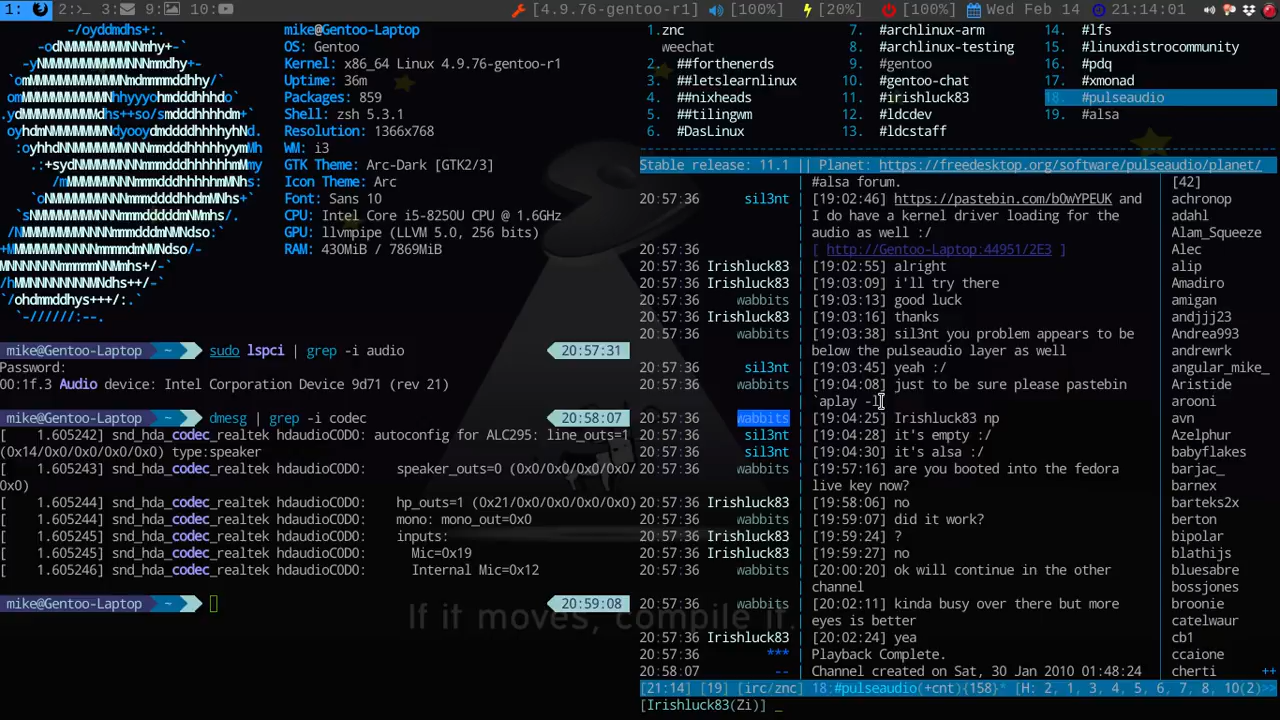 1: 2:>_ 3: 9: 10: [4.9.76-gentoo-r1] [100%] [20%] [100%] Wed Feb 14 21:14:01
mike@Gentoo-Laptop
OS: Gentoo
Kernel: x86_64 Linux 4.9.76-gentoo-r1
Uptime: 36m
Packages: 859
Shell: zsh 5.3.1
Resolution: 1366x768
WM: i3
GTK Theme: Arc-Dark [GTK2/3]
Icon Theme: Arc
Font: Sans 10
CPU: Intel Core i5-8250U CPU @ 1.6GHz
GPU: llvmpipe (LLVM 5.0, 256 bits)
RAM: 430MiB / 7869MiB
mike@Gentoo-Laptop ~ sudo lspci | grep -i audio 20:57:31
Password:
00:1f.3 Audio device: Intel Corporation Device 9d71 (rev 21)
mike@Gentoo-Laptop ~ dmesg | grep -i codec 20:58:07
[ 1.605242] snd_hda_codec_realtek hdaudioC0D0: autoconfig for ALC295: line_outs=1
(0x14/0x0/0x0/0x0/0x0) type:speaker
[ 1.605243] snd_hda_codec_realtek hdaudioC0D0: speaker_outs=0 (0x0/0x0/0x0/0x0/
0x0)
[ 1.605244] snd_hda_codec_realtek hdaudioC0D0: hp_outs=1 (0x21/0x0/0x0/0x0/0x0)
[ 1.605244] snd_hda_codec_realtek hdaudioC0D0: mono: mono_out=0x0
[ 1.605245] snd_hda_codec_realtek hdaudioC0D0: inputs:
[ 1.605245] snd_hda_codec_realtek hdaudioC0D0: Mic=0x19
[ 1.605246] snd_hda_codec_realtek hdaudioC0D0: Internal Mic=0x12
mike@Gentoo-Laptop ~ 20:59:08
If it moves, compile it.
1.znc 7. #archlinux-arm 14. #lfs
weechat 8. #archlinux-testing 15. #linuxdistrocommunity
2. ##forthenerds 9. #gentoo 16. #pdq
3. ##letslearnlinux 10. #gentoo-chat 17. #xmonad
4. ##nixheads 11. #irishluck83 18. #pulseaudio
5. ##tilingwm 12. #ldcdev 19. #alsa
6. #DasLinux 13. #ldcstaff
Stable release: 11.1 || Planet: https://freedesktop.org/software/pulseaudio/planet/
#alsa forum. [42]
20:57:36 sil3nt [19:02:46] https://pastebin.com/b0wYPEUK and achronop
I do have a kernel driver loading for the adahl
audio as well :/ Alam_Squeeze
20:57:36 [ http://Gentoo-Laptop:44951/2E3 ] Alec
20:57:36 Irishluck83 [19:02:55] alright alip
20:57:36 Irishluck83 [19:03:09] i'll try there Amadiro
20:57:36 wabbits [19:03:13] good luck amigan
20:57:36 Irishluck83 [19:03:16] thanks andjjj23
20:57:36 wabbits [19:03:38] sil3nt you problem appears to be Andrea993
below the pulseaudio layer as well andrewrk
20:57:36 sil3nt [19:03:45] yeah :/ angular_mike_
20:57:36 wabbits [19:04:08] just to be sure please pastebin Aristide
`aplay -l arooni
20:57:36 wabbits [19:04:25] Irishluck83 np avn
20:57:36 sil3nt [19:04:28] it's empty :/ Azelphur
20:57:36 sil3nt [19:04:30] it's alsa :/ babyflakes
20:57:36 wabbits [19:57:16] are you booted into the fedora barjac_
live key now? barnex
20:57:36 Irishluck83 [19:58:06] no barteks2x
20:57:36 wabbits [19:59:07] did it work? berton
20:57:36 Irishluck83 [19:59:24] ? bipolar
20:57:36 Irishluck83 [19:59:27] no blathijs
20:57:36 wabbits [20:00:20] ok will continue in the other bluesabre
channel bossjones
20:57:36 wabbits [20:02:11] kinda busy over there but more broonie
eyes is better catelwaur
20:57:36 Irishluck83 [20:02:24] yea cb1
20:57:36 *** Playback Complete. ccaione
20:58:07 -- Channel created on Sat, 30 Jan 2010 01:48:24 cherti ++
[21:14] [19] [irc/znc] 18:#pulseaudio(+cnt){158}* [H: 2, 1, 3, 4, 5, 6, 7, 8, 10(2)>>
[Irishluck83(Zi)] _